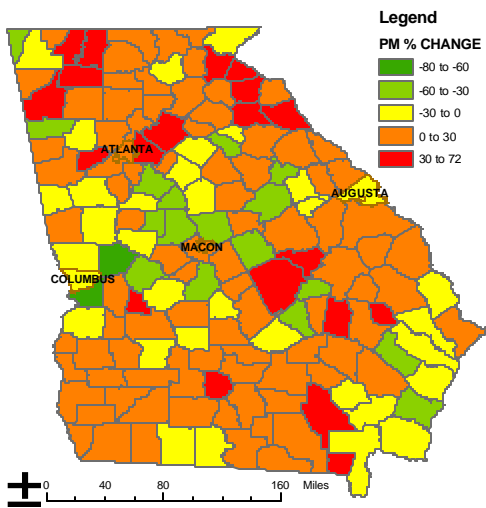 Legend
PM % CHANGE
-80 to -60
-60 to -30
-30 to 0
0 to 30
30 to 72
ATLANTA
AUGUSTA
MACON
COLUMBUS
0 40 80 160 Miles